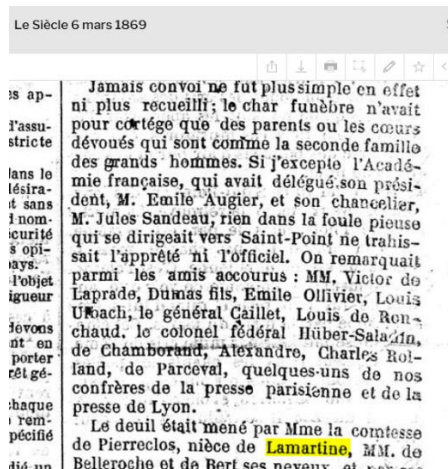 Le Siècle 6 mars 1869
Jamais convoi ne fut plus simple en effet
ni plus recueilli ; le char funèbre n'avait
pour cortége que des parents ou les cœurs
dévoués qui sont comme la seconde famille
des grands hommes. Si j'excepte l'Acadé-
mie française, qui avait délégué son prési-
dent, M. Emile Augier, et son chancelier,
M. Jules Sandeau, rien dans la foule pieuse
qui se dirigeait vers Saint-Point ne trahis-
sait l'apprêté ni l'officiel. On remarquait
parmi les amis accourus : MM. Victor de
Laprade, Dumas fils, Emile Ollivier, Louis
Ulbach, le général Caillet, Louis de Ron-
chaud, le colonel fédéral Hüber-Saladin,
de Chamborand, Alexandre, Charles Rol-
land, de Parceval, quelques-uns de nos
confrères de la presse parisienne et de la
presse de Lyon.
Le deuil était mené par Mme la comtesse
de Pierreclos, nièce de Lamartine, MM. de
Belleroche et de Bert ses neveux, et par